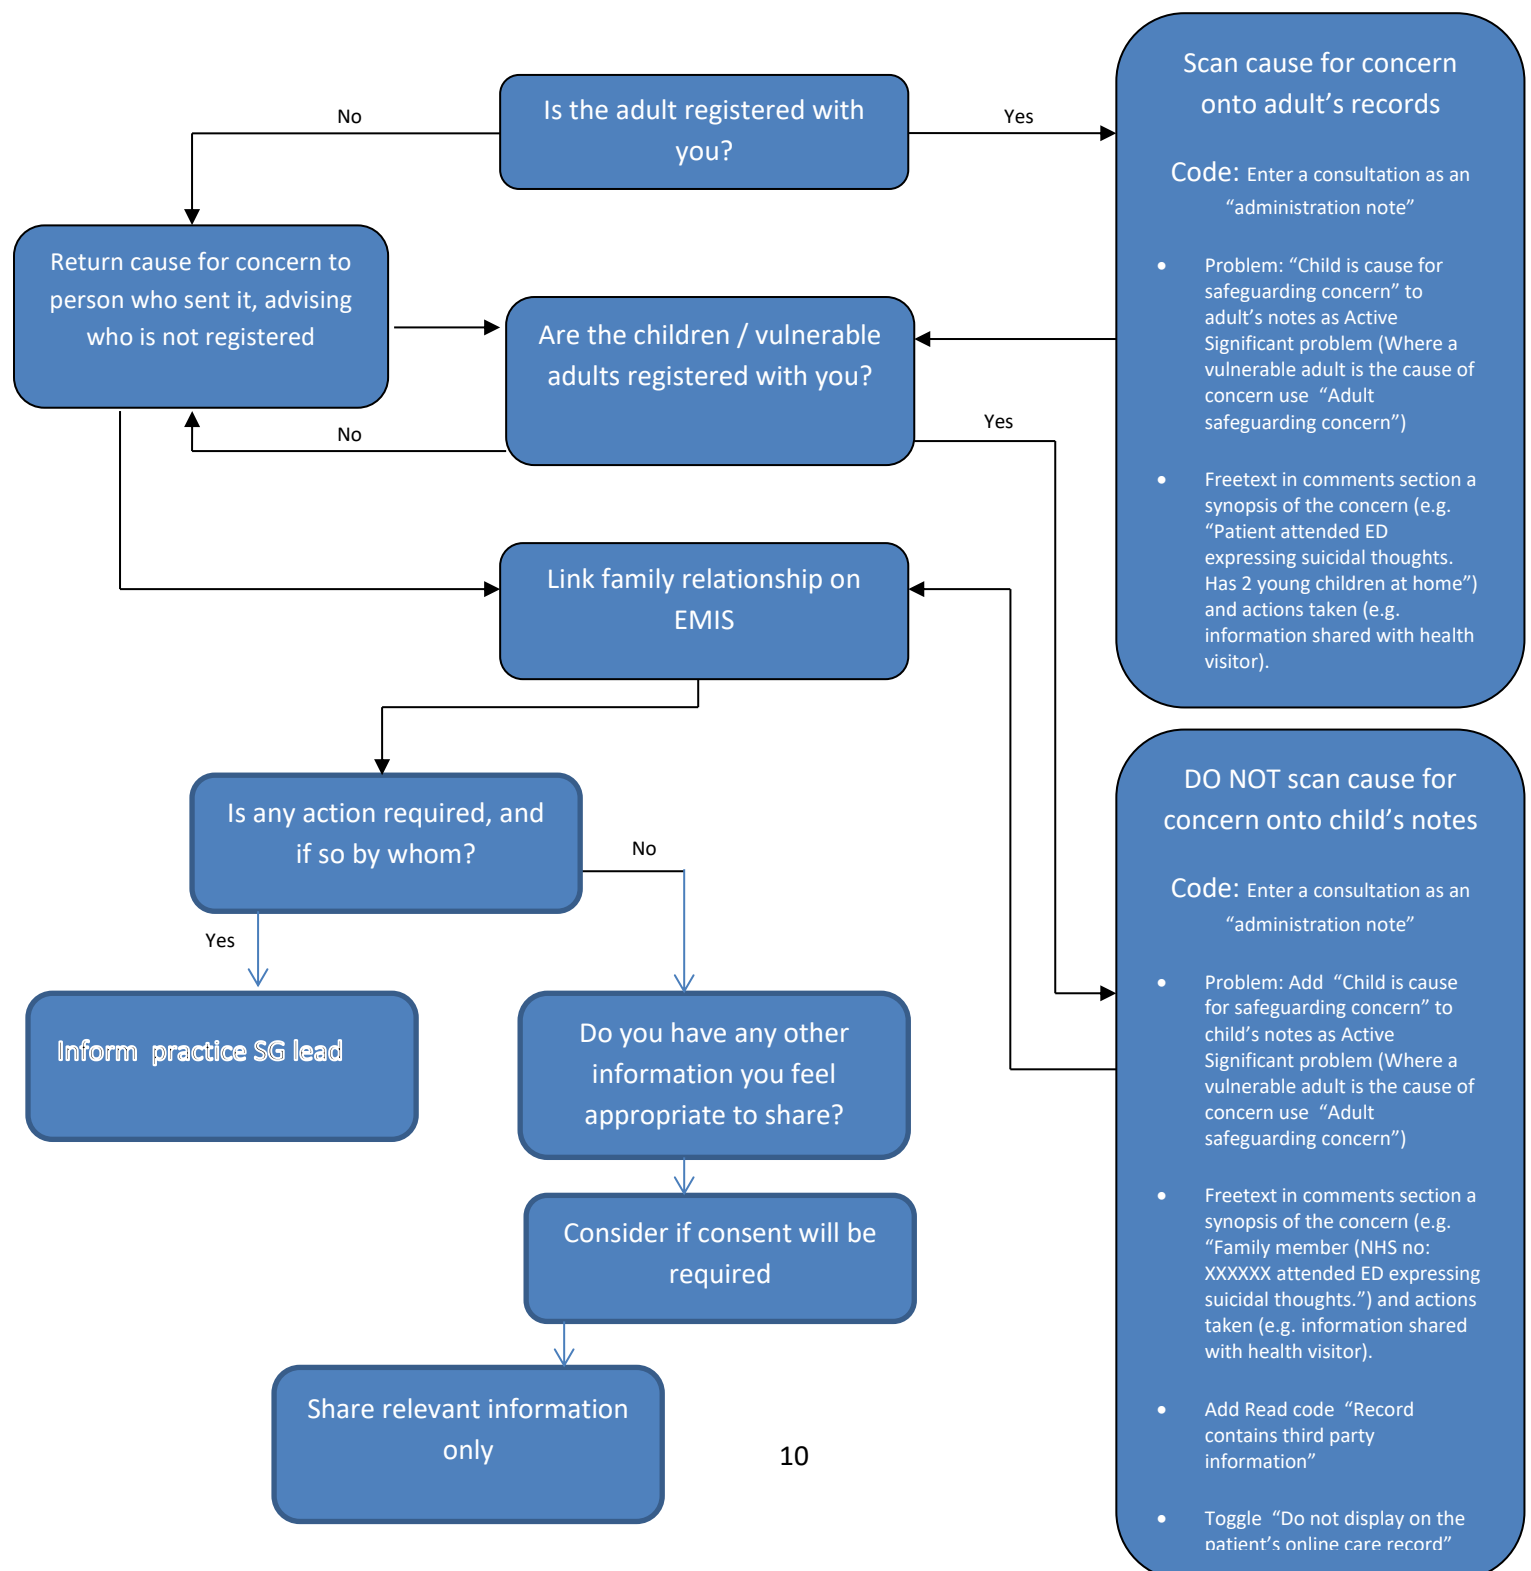 Is the adult registered with
you?
No
Yes
Scan cause for concern
onto adult’s records
Code: Enter a consultation as an
“administration note”
• Problem: “Child is cause for
safeguarding concern” to
adult’s notes as Active
Significant problem (Where a
vulnerable adult is the cause of
concern use “Adult
safeguarding concern”)
• Freetext in comments section a
synopsis of the concern (e.g.
“Patient attended ED
expressing suicidal thoughts.
Has 2 young children at home”)
and actions taken (e.g.
information shared with health
visitor).
Return cause for concern to
person who sent it, advising
who is not registered
Are the children / vulnerable
adults registered with you?
No
Yes
Link family relationship on
EMIS
DO NOT scan cause for
concern onto child’s notes
Code: Enter a consultation as an
“administration note”
• Problem: Add “Child is cause
for safeguarding concern” to
child’s notes as Active
Significant problem (Where a
vulnerable adult is the cause of
concern use “Adult
safeguarding concern”)
• Freetext in comments section a
synopsis of the concern (e.g.
“Family member (NHS no:
XXXXXX attended ED expressing
suicidal thoughts.”) and actions
taken (e.g. information shared
with health visitor).
• Add Read code “Record
contains third party
information”
• Toggle “Do not display on the
patient’s online care record”
Is any action required, and
if so by whom?
No
Yes
Inform practice SG lead
Do you have any other
information you feel
appropriate to share?
Consider if consent will be
required
Share relevant information
only
10